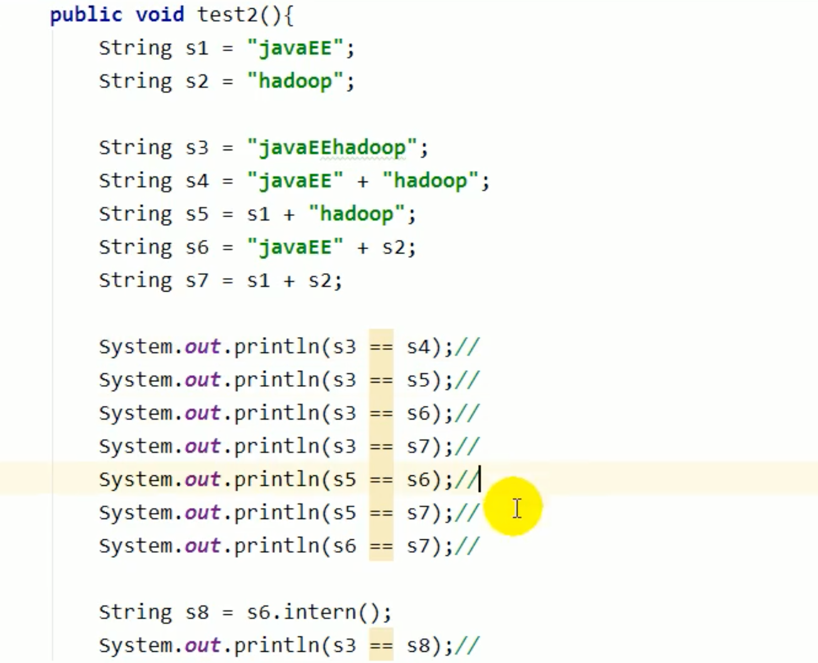 public void test2(){
String s1 = "javaEE";
String s2 = "hadoop";
String s3 = "javaEEhadoop";
String s4 = "javaEE" + "hadoop";
String s5 = s1 + "hadoop";
String s6 = "javaEE" + s2;
String s7 = s1 + s2;
System.out.println(s3 == s4);//
System.out.println(s3 == s5);//
System.out.println(s3 == s6);//
System.out.println(s3 == s7);//
System.out.println(s5 == s6);//
System.out.println(s5 == s7);//
System.out.println(s6 == s7);//
String s8 = s6.intern();
System.out.println(s3 == s8);//